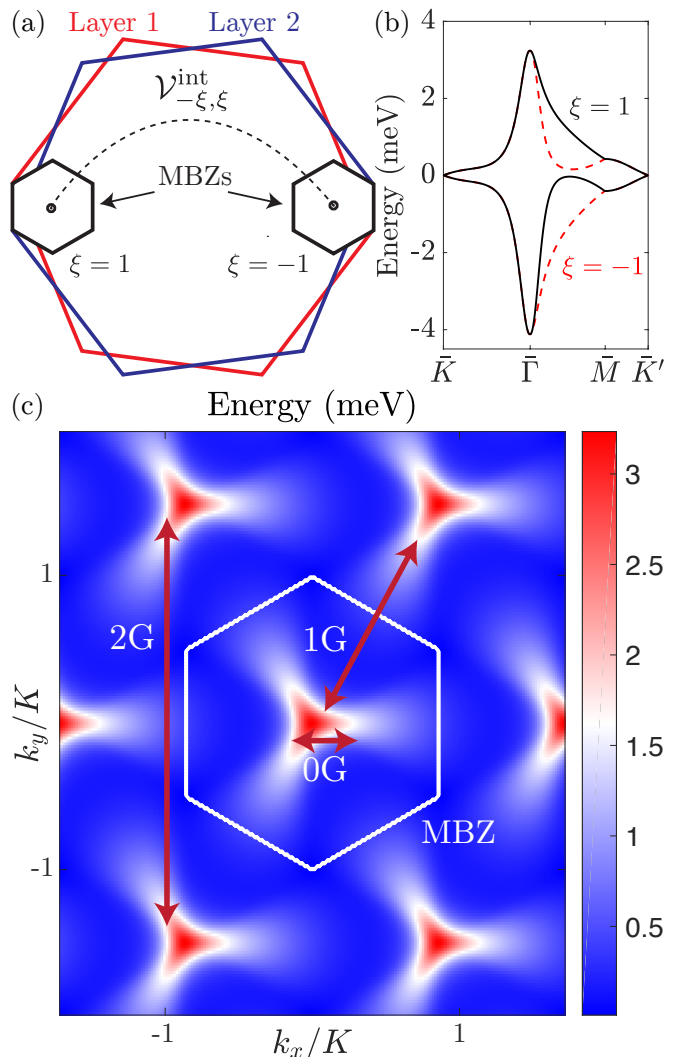 (a) Layer 1 Layer 2
𝒱^int_{-ξ,ξ}
MBZs
ξ = 1 ξ = -1
(b)
Energy (meV)
4
2
0
-2
-4
ξ = 1
ξ = -1
K̄ Γ̄ M̄ K̄′
(c) Energy (meV)
k_y/K
1
-1
2G
1G
0G
MBZ
3
2.5
2
1.5
1
0.5
-1 1
k_x/K